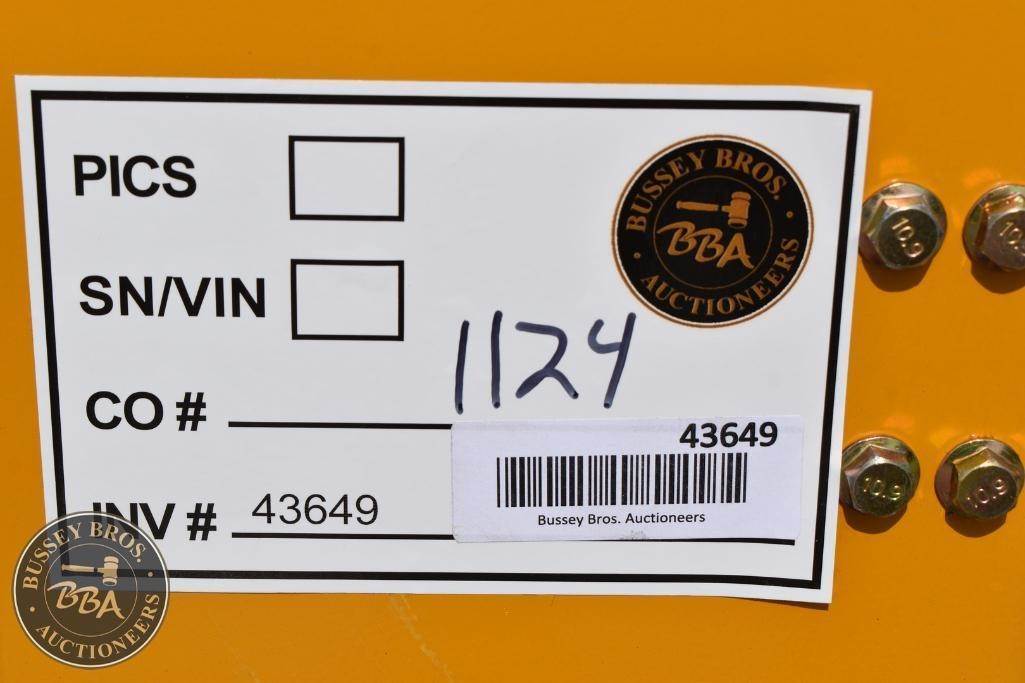 PICS
BUSSEY BROS.
BBA
AUCTIONEERS
SN/VIN
1124
CO #
43649
Bussey Bros. Auctioneers
INV # 43649
10.9
10.9
10.9
10.9
BUSSEY BROS.
BBA
AUCTIONEERS